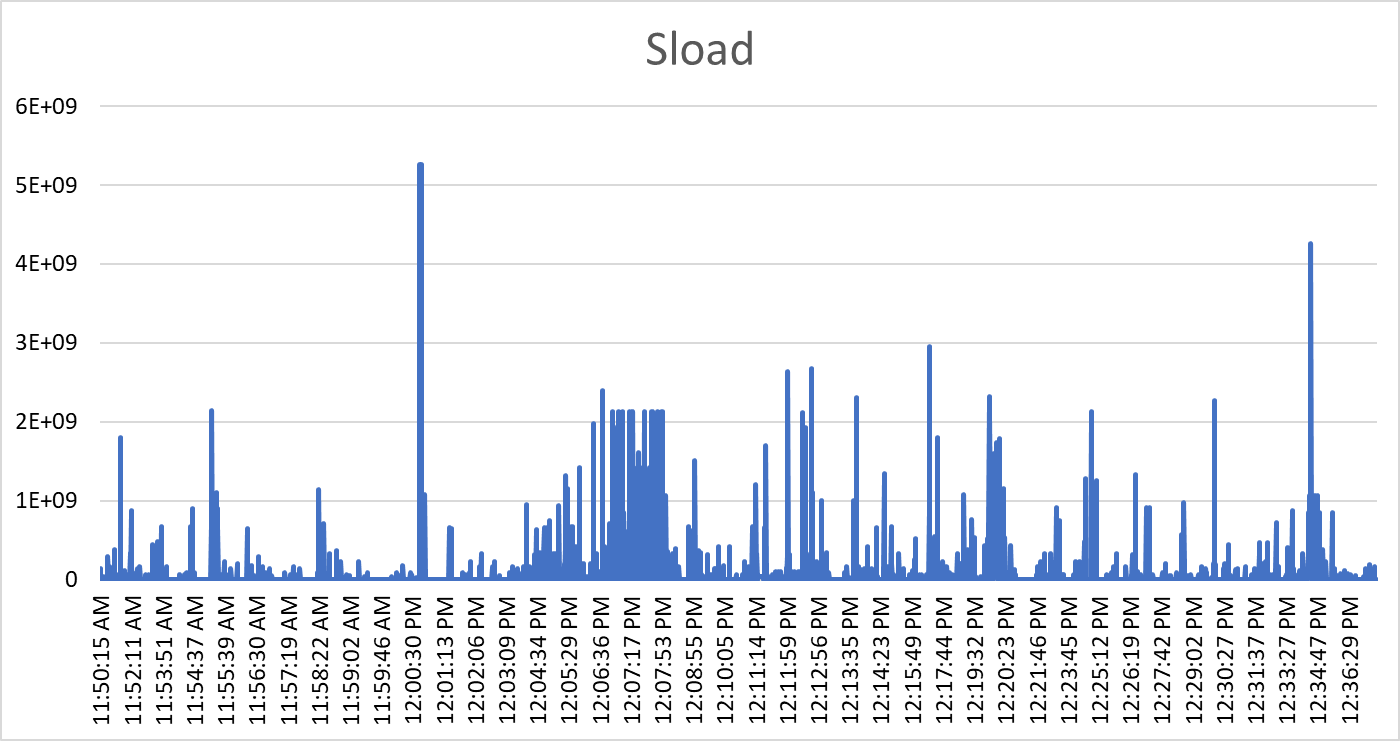 Sload
6E+09
5E+09
4E+09
3E+09
2E+09
1E+09
0
11:50:15 AM
11:52:11 AM
11:53:51 AM
11:54:37 AM
11:55:39 AM
11:56:30 AM
11:57:19 AM
11:58:22 AM
11:59:02 AM
11:59:46 AM
12:00:30 PM
12:01:13 PM
12:02:06 PM
12:03:09 PM
12:04:34 PM
12:05:29 PM
12:06:36 PM
12:07:17 PM
12:07:53 PM
12:08:55 PM
12:10:05 PM
12:11:14 PM
12:11:59 PM
12:12:56 PM
12:13:35 PM
12:14:23 PM
12:15:49 PM
12:17:44 PM
12:19:32 PM
12:20:23 PM
12:21:46 PM
12:23:45 PM
12:25:12 PM
12:26:19 PM
12:27:42 PM
12:29:02 PM
12:30:27 PM
12:31:37 PM
12:33:27 PM
12:34:47 PM
12:36:29 PM